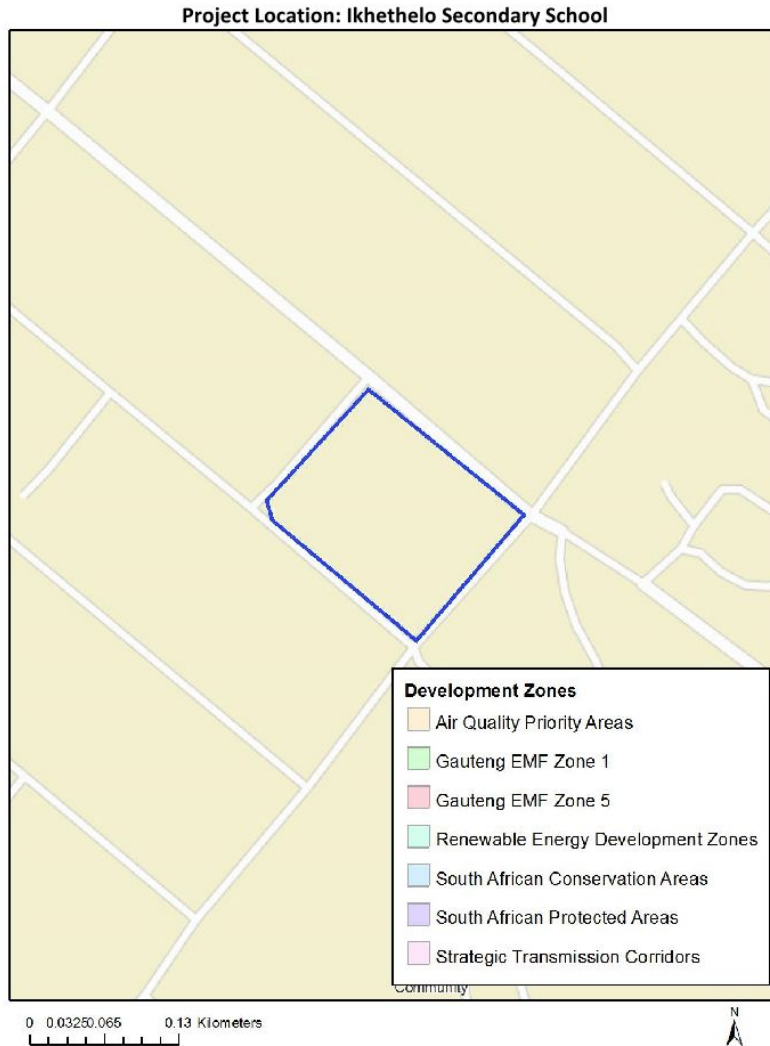 Project Location: Ikhethelo Secondary School
Development Zones
Air Quality Priority Areas
Gauteng EMF Zone 1
Gauteng EMF Zone 5
Renewable Energy Development Zones
South African Conservation Areas
South African Protected Areas
Strategic Transmission Corridors
Community
0 0.03250.065 0.13 Kilometers
N